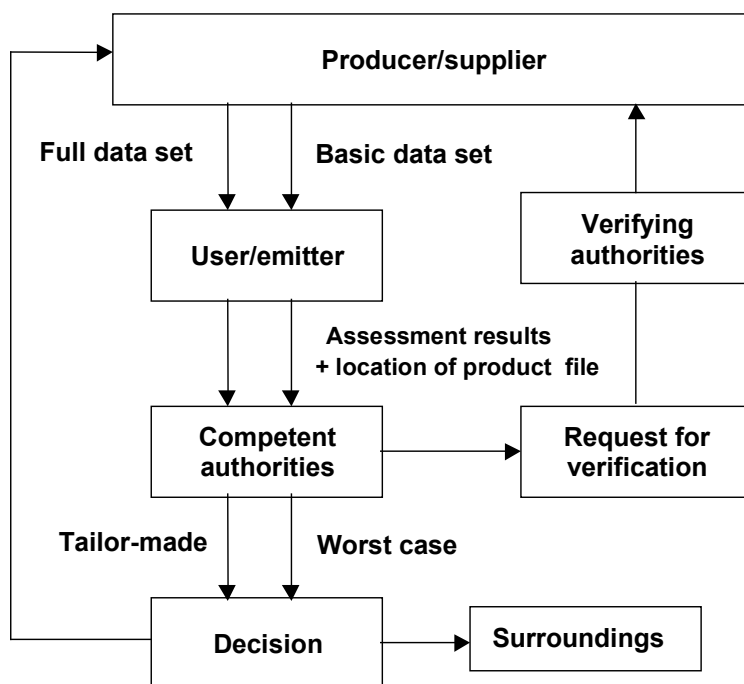 Producer/supplier
Full data set
Basic data set
User/emitter
Verifying
authorities
Assessment results
+ location of product file
Competent
authorities
Request for
verification
Tailor-made
Worst case
Decision
Surroundings